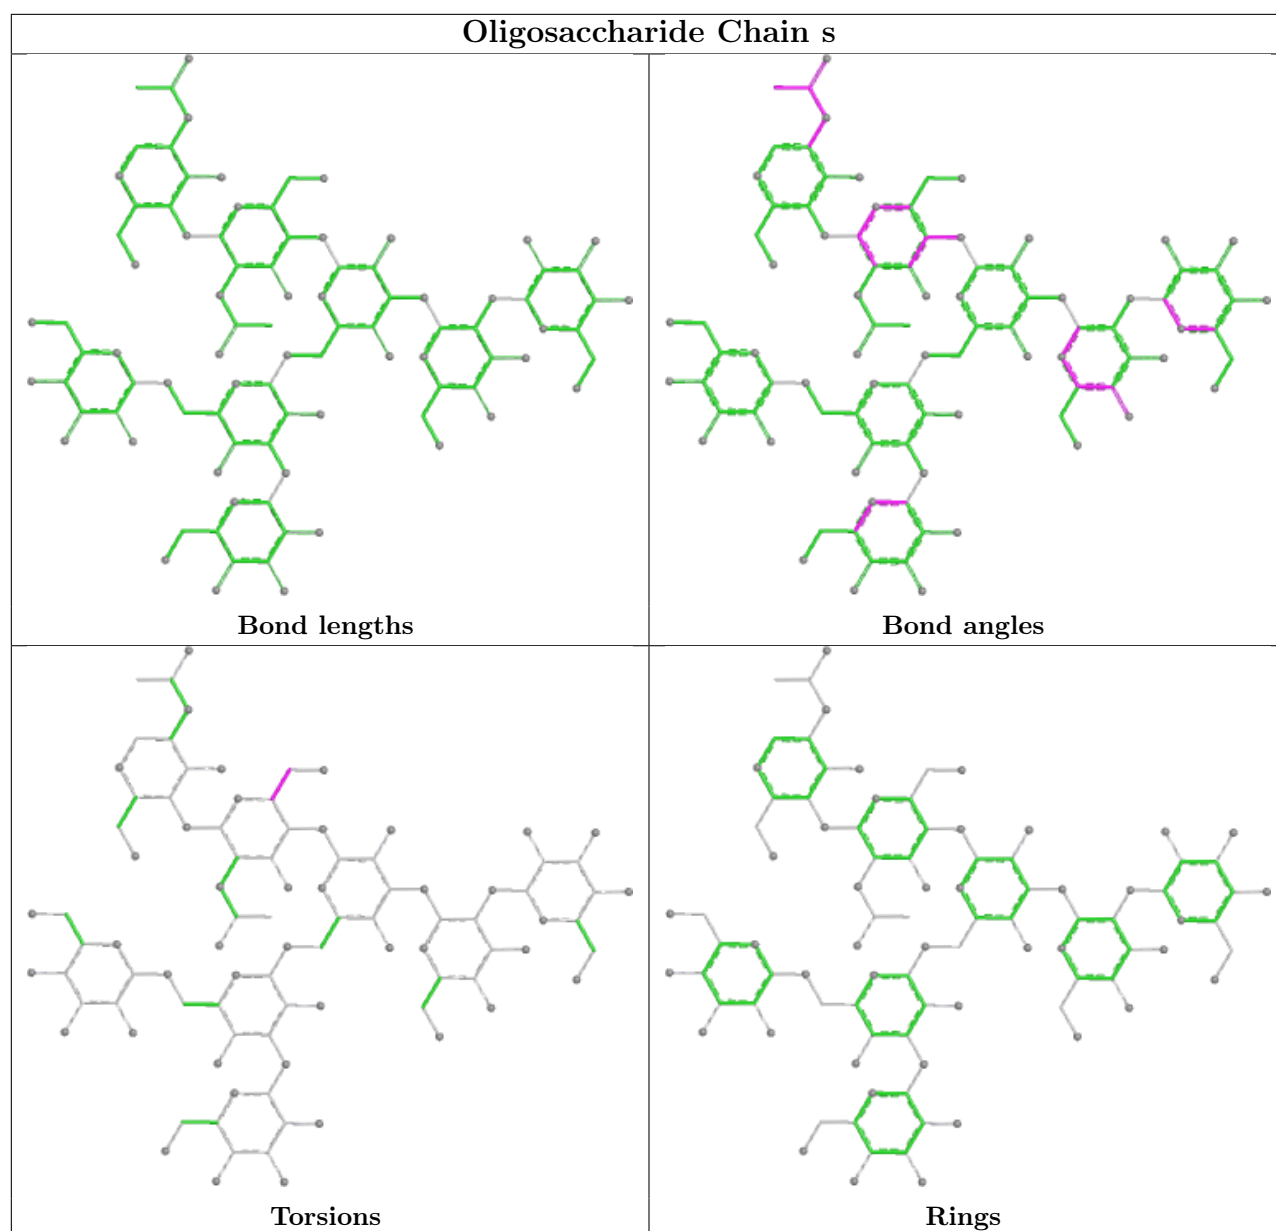 Oligosaccharide Chain s
Bond lengths
Bond angles
Torsions
Rings